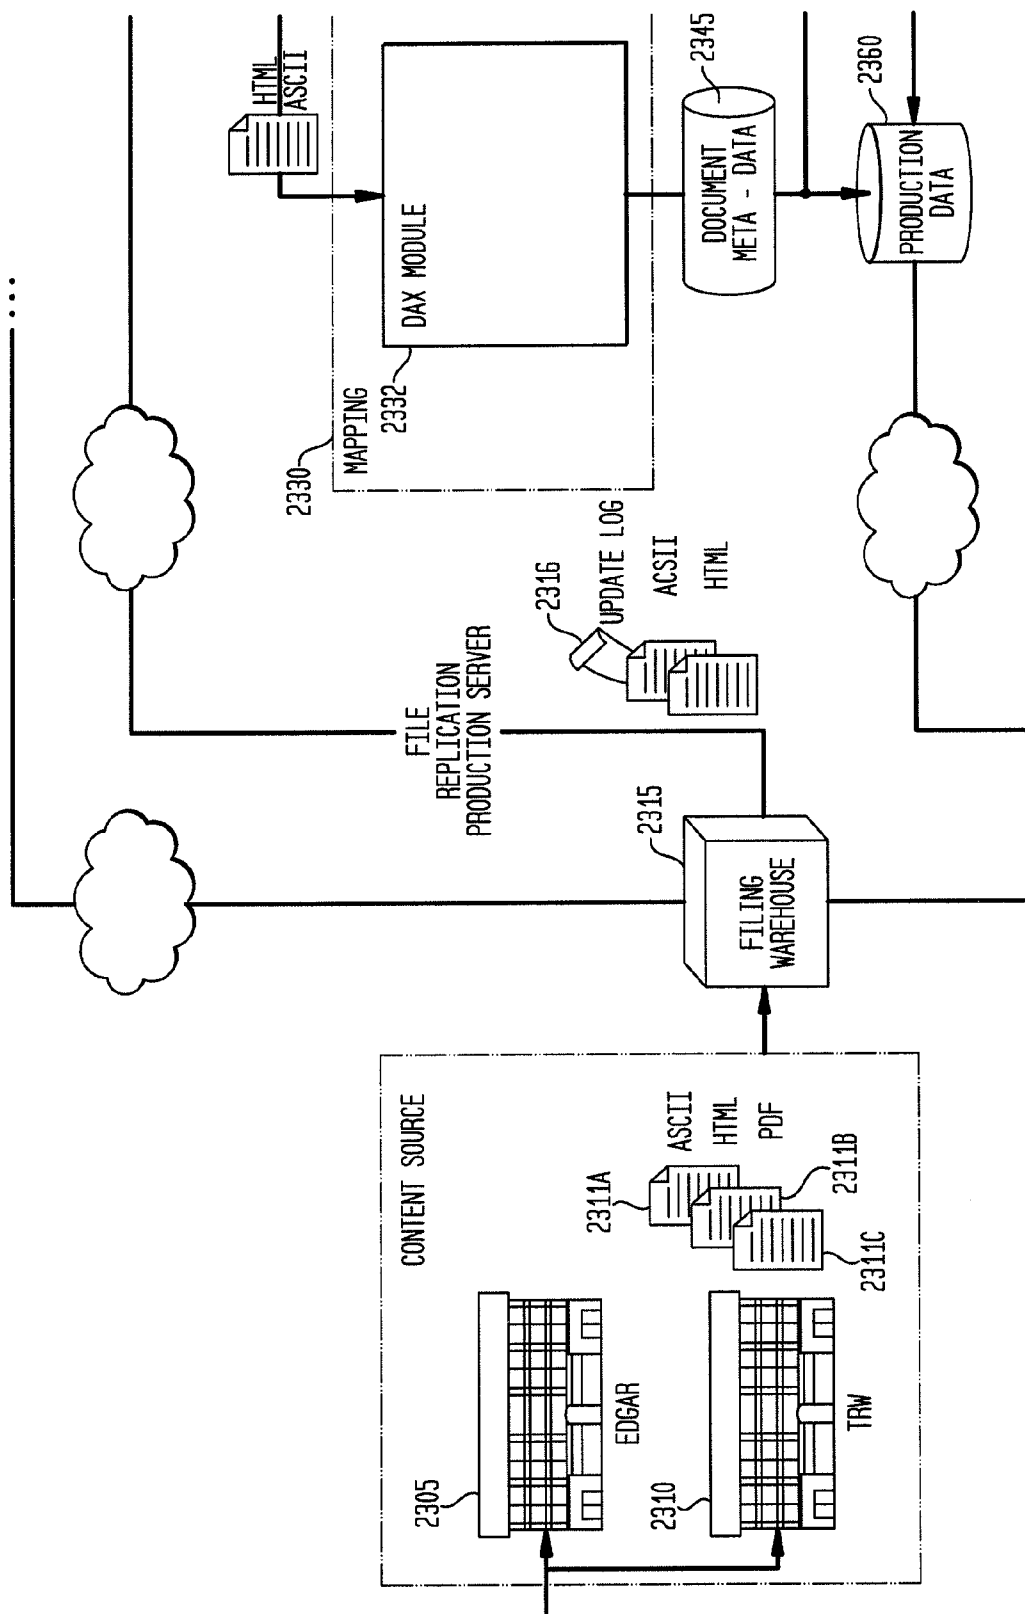 CONTENT SOURCE
2305
EDGAR
2310
TRW
2311A
2311B
2311C
ASCII
HTML
PDF
2315
FILING
WAREHOUSE
FILE
REPLICATION
PRODUCTION SERVER
2316
UPDATE LOG
ACSII
HTML
2330
MAPPING
2332
DAX MODULE
HTML
ASCII
2345
DOCUMENT
META - DATA
2360
PRODUCTION
DATA